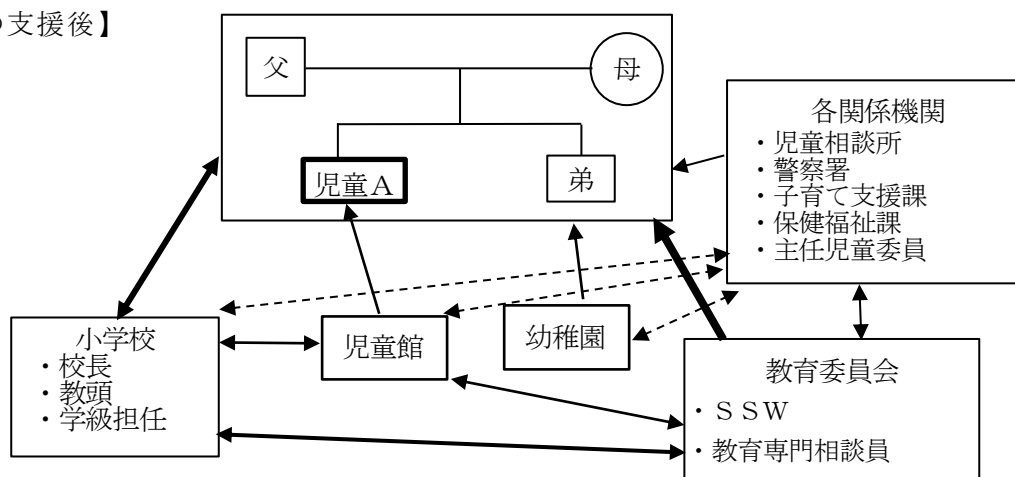 支援後】
父
母
児童A
弟
各関係機関
・児童相談所
・警察署
・子育て支援課
・保健福祉課
・主任児童委員
小学校
・校長
・教頭
・学級担任
児童館
幼稚園
教育委員会
・ＳＳＷ
・教育専門相談員